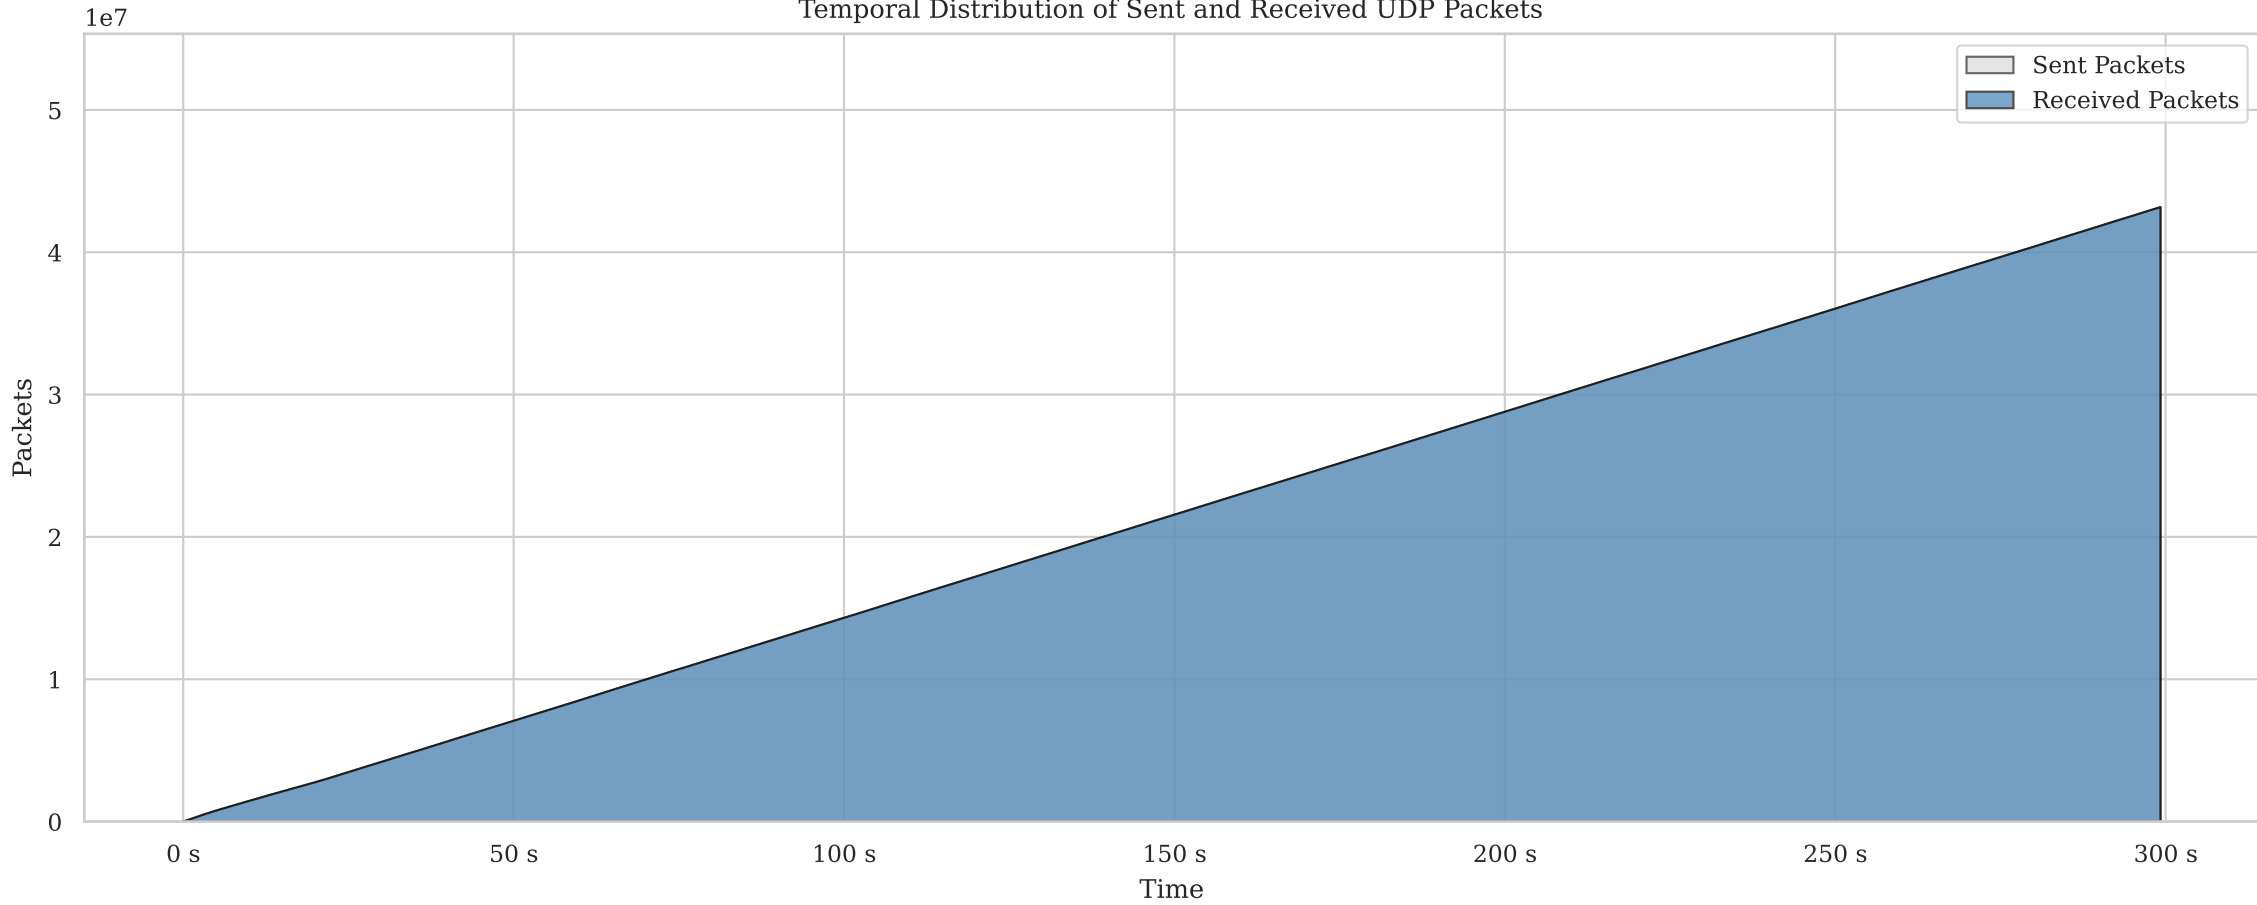 Temporal Distribution of Sent and Received UDP Packets
1e7
Sent Packets
Received Packets
5
4
3
2
1
0
Packets
0 s
50 s
100 s
150 s
200 s
250 s
300 s
Time